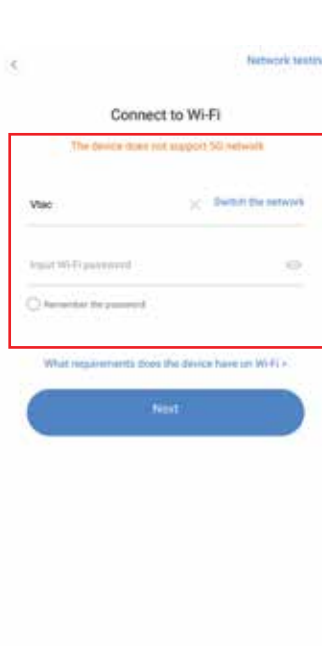 Network testin
Connect to Wi-Fi
The device does not support 5G network
Vtac Switch the network
Input Wi-Fi password
Remember the password
What requirements does the device have on Wi-Fi >
Next